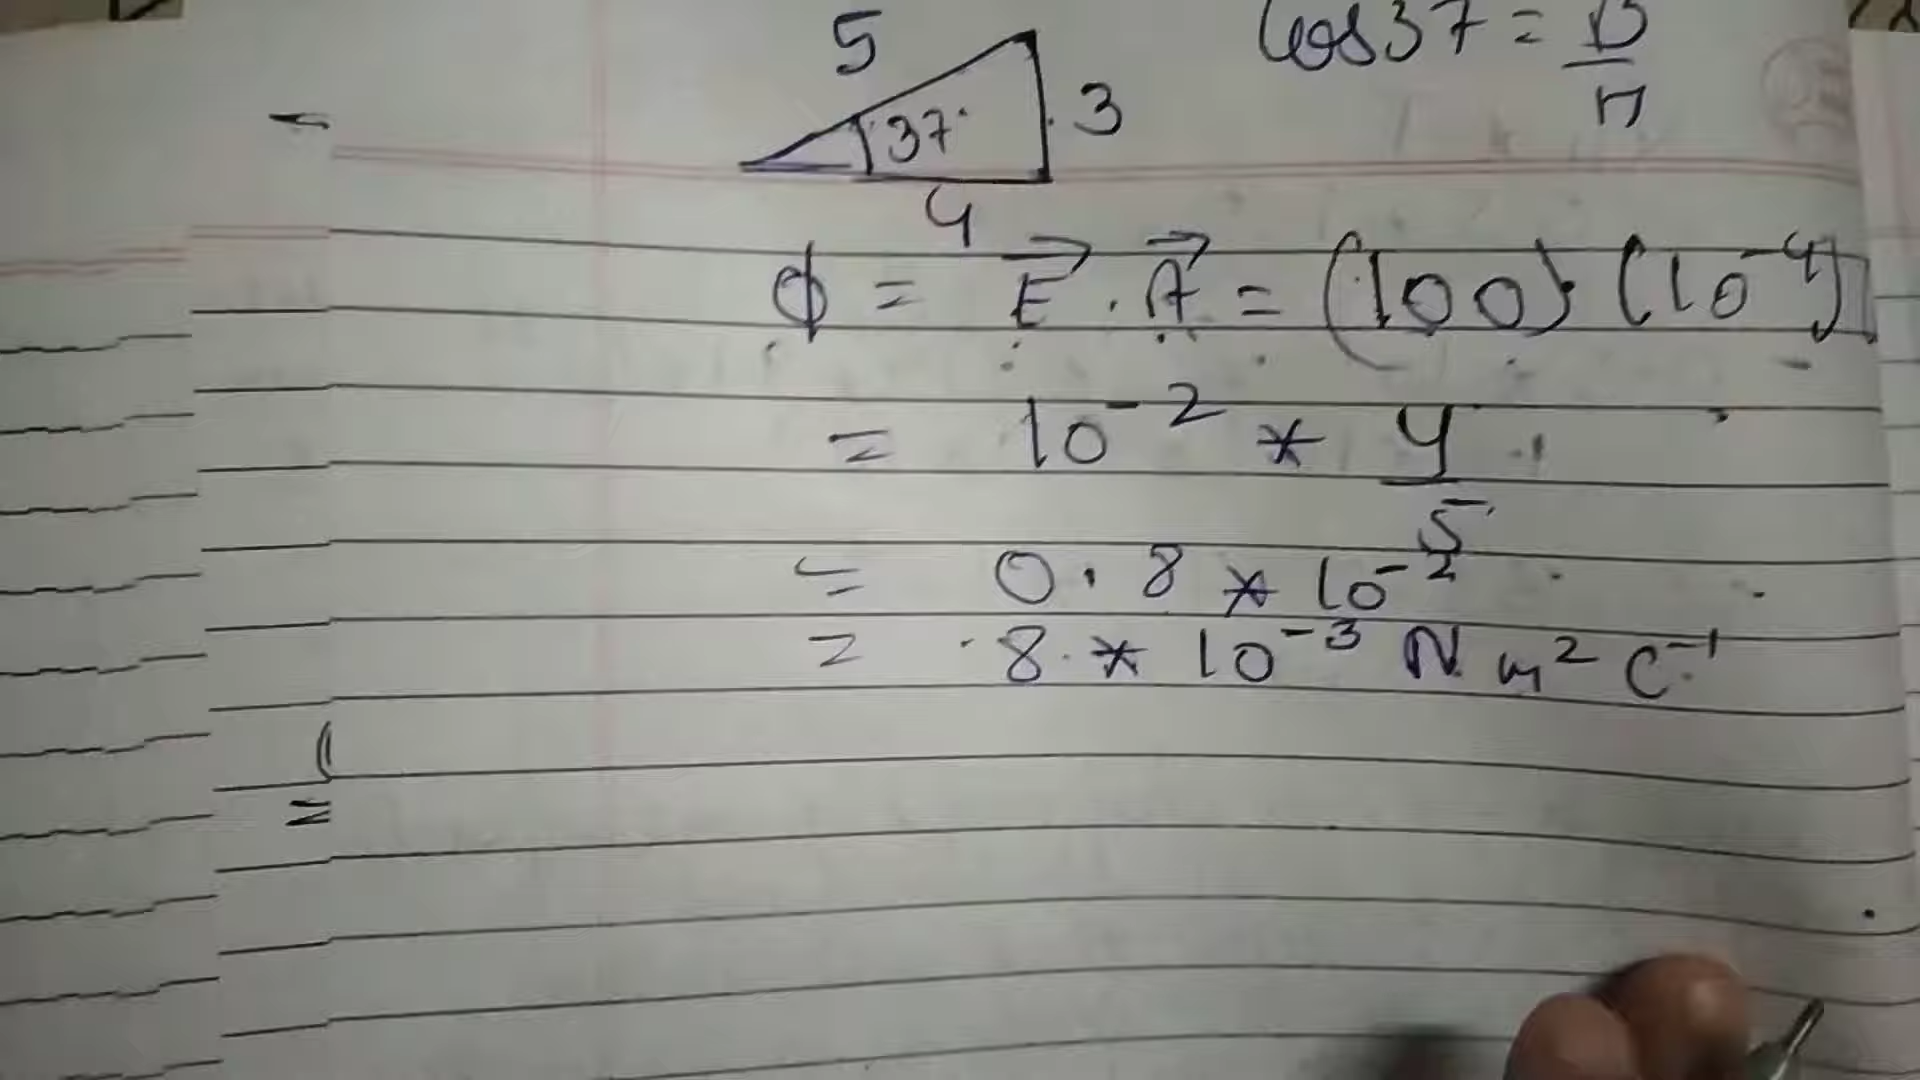 5
Cos37 = B/H
37°
3
4
ϕ = E⃗ . A⃗ = (100) (10⁻⁴)
= 10⁻² * 4/5
= 0.8 * 10⁻²
= 8 * 10⁻³ N m² C⁻¹
(
=